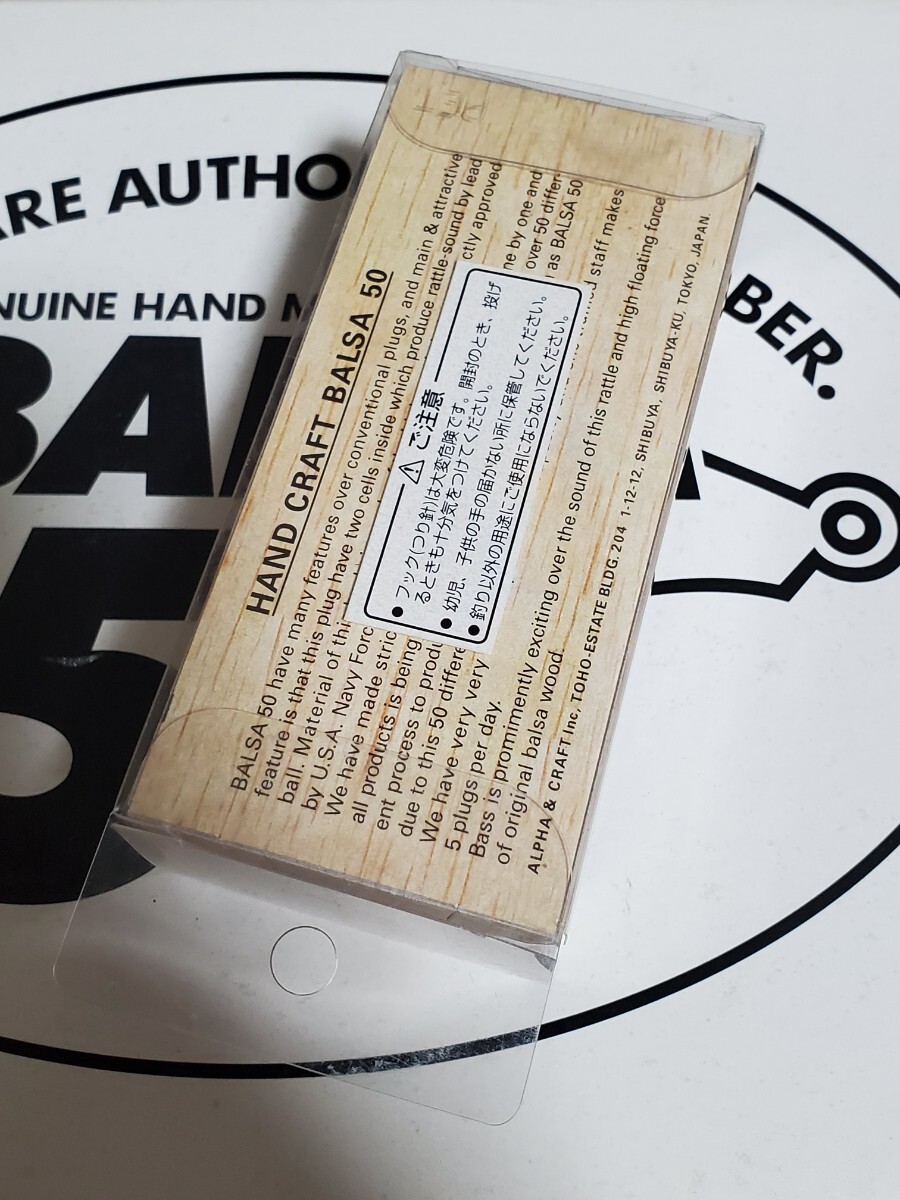 RE AUTHO
BER.
NUINE HAND M
BA
5
HAND CRAFT BALSA 50
BALSA 50 have many features over conventional plugs, and main & attractive
feature is that this plug have two cells inside which produce rattle-sound by lead
ball. Material of thi
ctly approved
by U.S.A. Navy Forc
We have made stric
ne by one and
all products is being
over 50 differ-
ent process to produ
as BALSA 50
due to this 50 differe
We have very very
staff makes
5 plugs per day.
Bass is prominently exciting over the sound of this rattle and high floating force
of original balsa wood.
ALPHA & CRAFT Inc. TOHO-ESTATE BLDG. 204 1-12-12, SHIBUYA, SHIBUYA-KU, TOKYO, JAPAN.
⚠ ご注意
● フック(つり針)は大変危険です。開封のとき、投げ
るときも十分気をつけてください。
● 幼児、子供の手の届かない所に保管してください。
● 釣り以外の用途にご使用にならないでください。